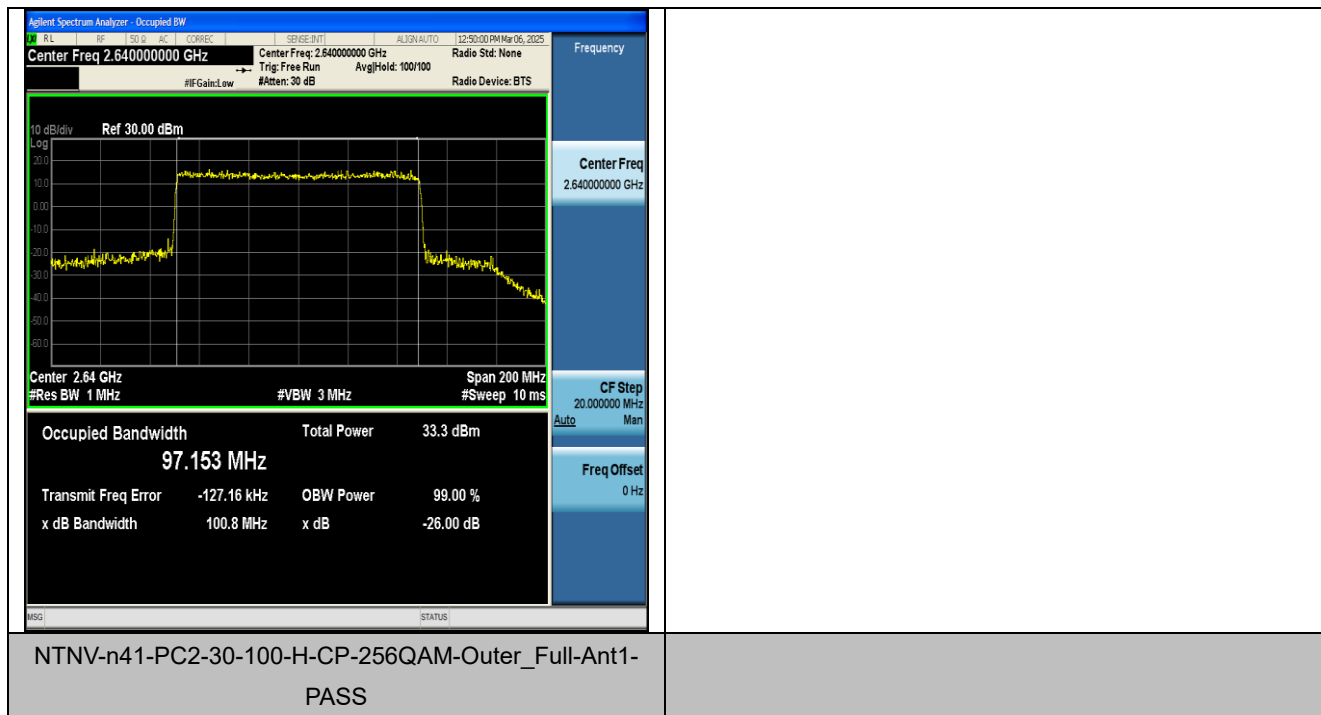 Agilent Spectrum Analyzer - Occupied BW
LXI RL RF 50 Ω AC CORREC SENSE:INT ALIGN AUTO 12:50:00 PM Mar 06, 2025
Center Freq 2.640000000 GHz Center Freq: 2.640000000 GHz Radio Std: None Frequency
Trig: Free Run Avg|Hold: 100/100
#IFGain:Low #Atten: 30 dB Radio Device: BTS
10 dB/div Ref 30.00 dBm
Log
20.0
10.0
0.00
-10.0
-20.0
-30.0
-40.0
-50.0
-60.0
Center Freq
2.640000000 GHz
Center 2.64 GHz Span 200 MHz
#Res BW 1 MHz #VBW 3 MHz #Sweep 10 ms
CF Step
20.000000 MHz
Auto Man
Occupied Bandwidth Total Power 33.3 dBm
97.153 MHz
Transmit Freq Error -127.16 kHz OBW Power 99.00 %
x dB Bandwidth 100.8 MHz x dB -26.00 dB
Freq Offset
0 Hz
MSG STATUS
NTNV-n41-PC2-30-100-H-CP-256QAM-Outer_Full-Ant1-
PASS